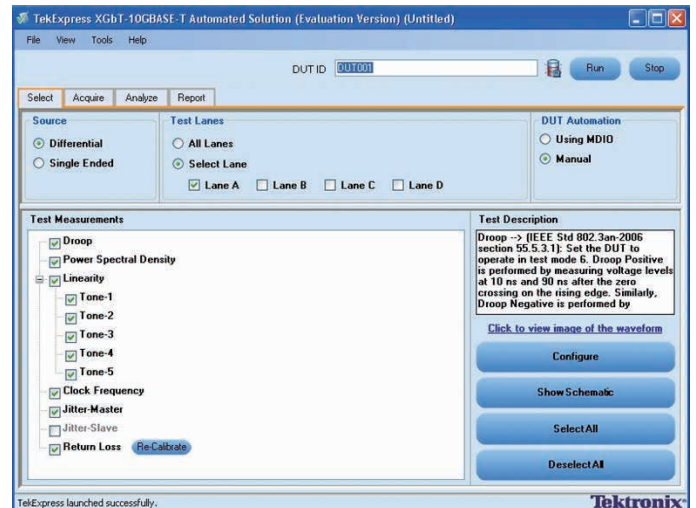 TekExpress XGbT-10GBASE-T Automated Solution (Evaluation Version) (Untitled)
File View Tools Help
DUT ID DUT001 Run Stop
Select Acquire Analyze Report
Source
Differential
Single Ended
Test Lanes
All Lanes
Select Lane
Lane A Lane B Lane C Lane D
DUT Automation
Using MDIO
Manual
Test Measurements
Droop
Power Spectral Density
Linearity
Tone-1
Tone-2
Tone-3
Tone-4
Tone-5
Clock Frequency
Jitter-Master
Jitter-Slave
Return Loss Re-Calibrate
Test Description
Droop --> (IEEE Std 802.3an-2006
section 55.5.3.1): Set the DUT to
operate in test mode 6. Droop Positive
is performed by measuring voltage levels
at 10 ns and 90 ns after the zero
crossing on the rising edge. Similarly,
Droop Negative is performed by
Click to view image of the waveform
Configure
Show Schematic
Select All
Deselect All
TekExpress launched successfully.
Tektronix